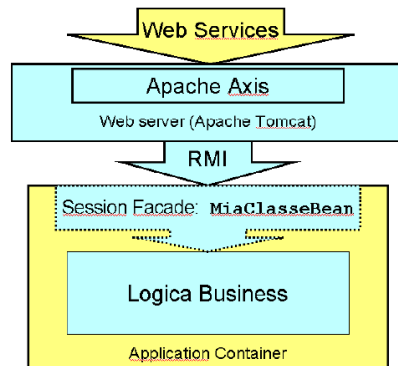 Web Services
Apache Axis
Web server (Apache Tomcat)
RMI
Session Facade: MiaClasseBean
Logica Business
Application Container